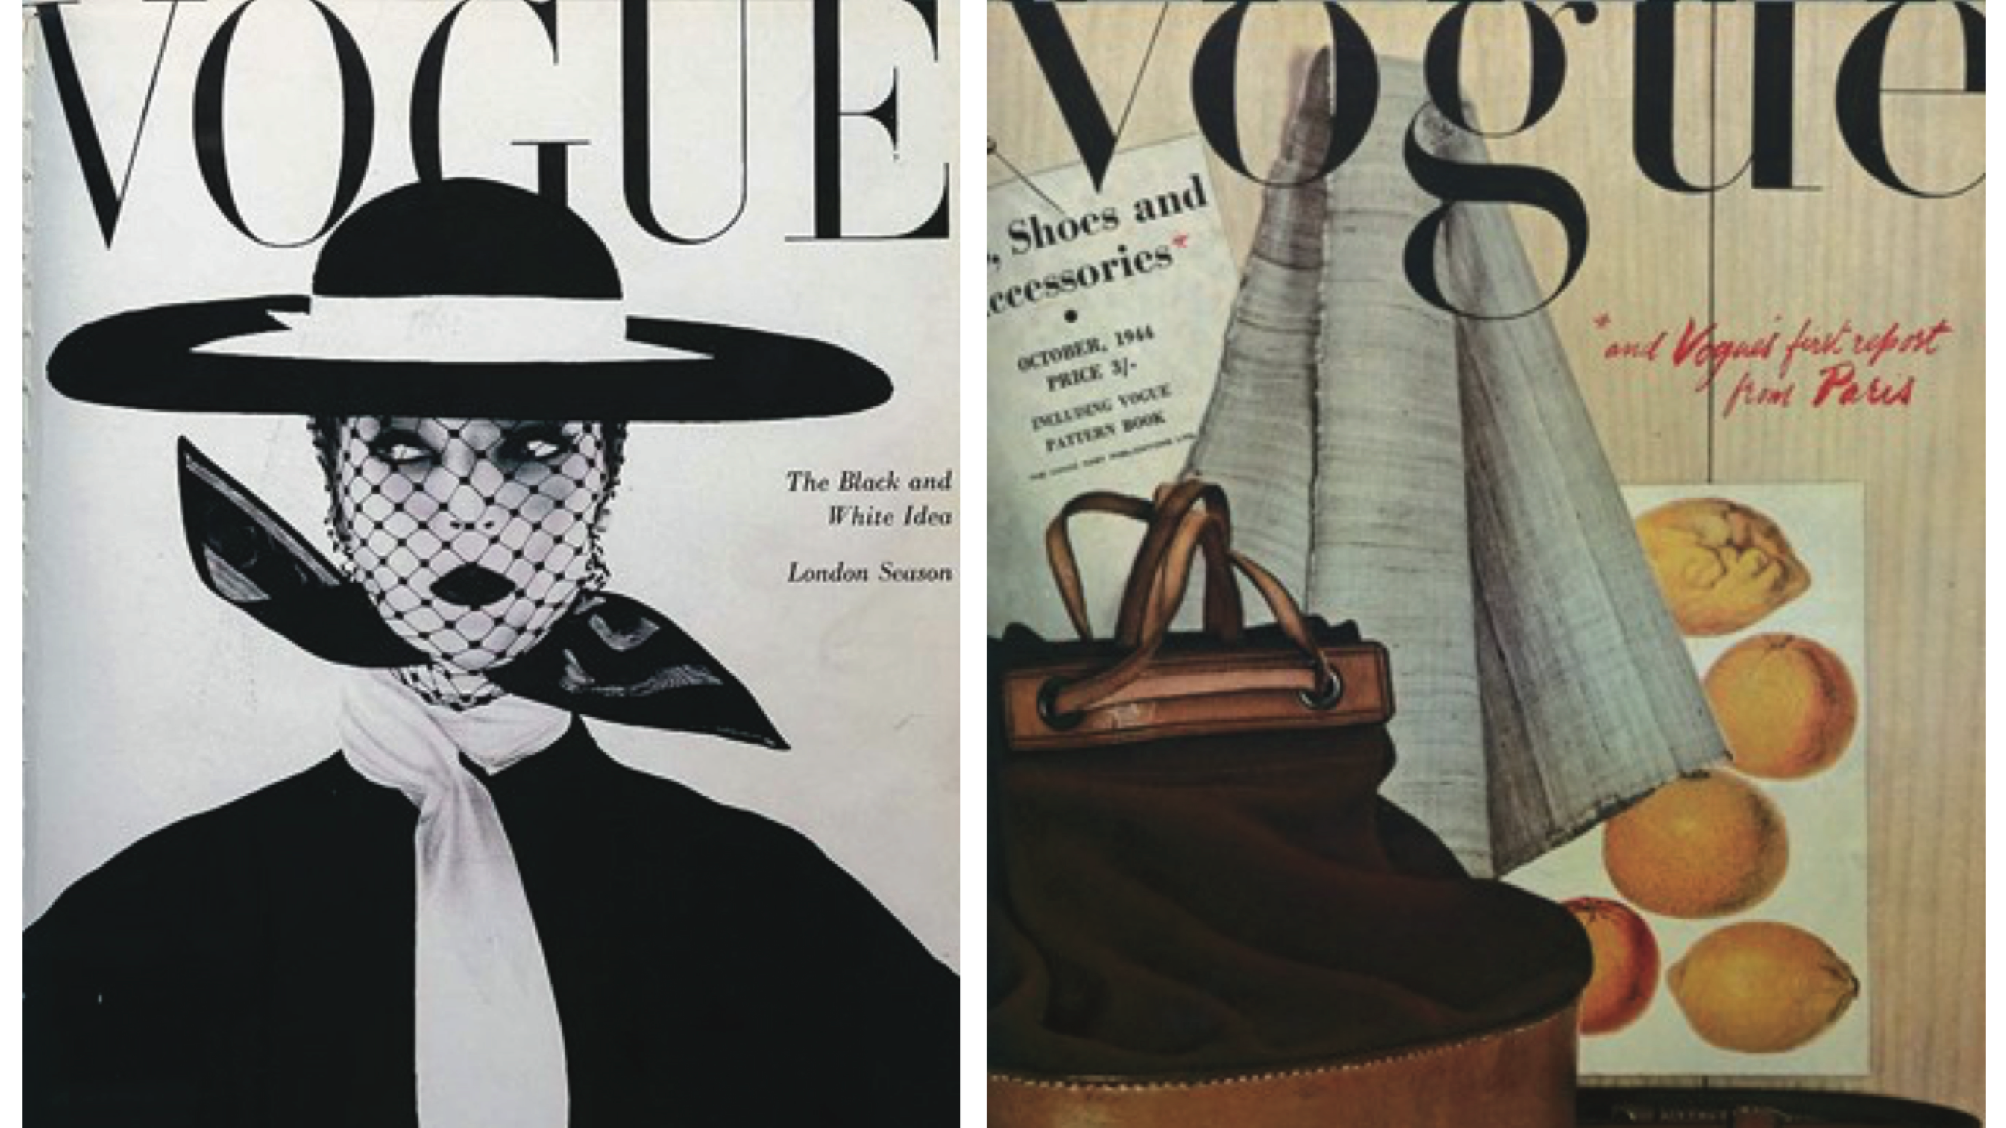 VOGUE
The Black and
White Idea
London Season
Vogue
, Shoes and
ccessories*
OCTOBER, 1944
PRICE 3/-
INCLUDING VOGUE
PATTERN BOOK
*and Vogue's first report
from Paris